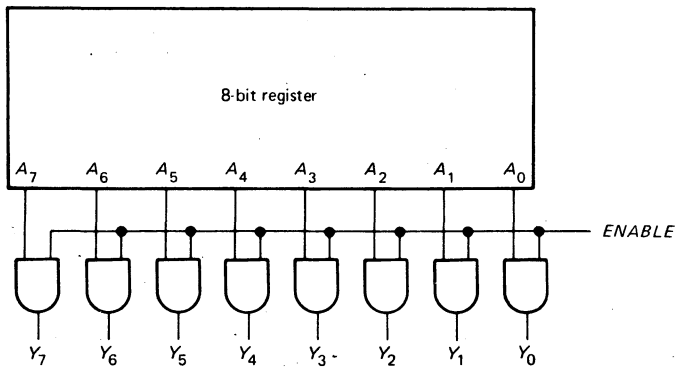 8-bit register
A7 A6 A5 A4 A3 A2 A1 A0
ENABLE
Y7 Y6 Y5 Y4 Y3 Y2 Y1 Y0